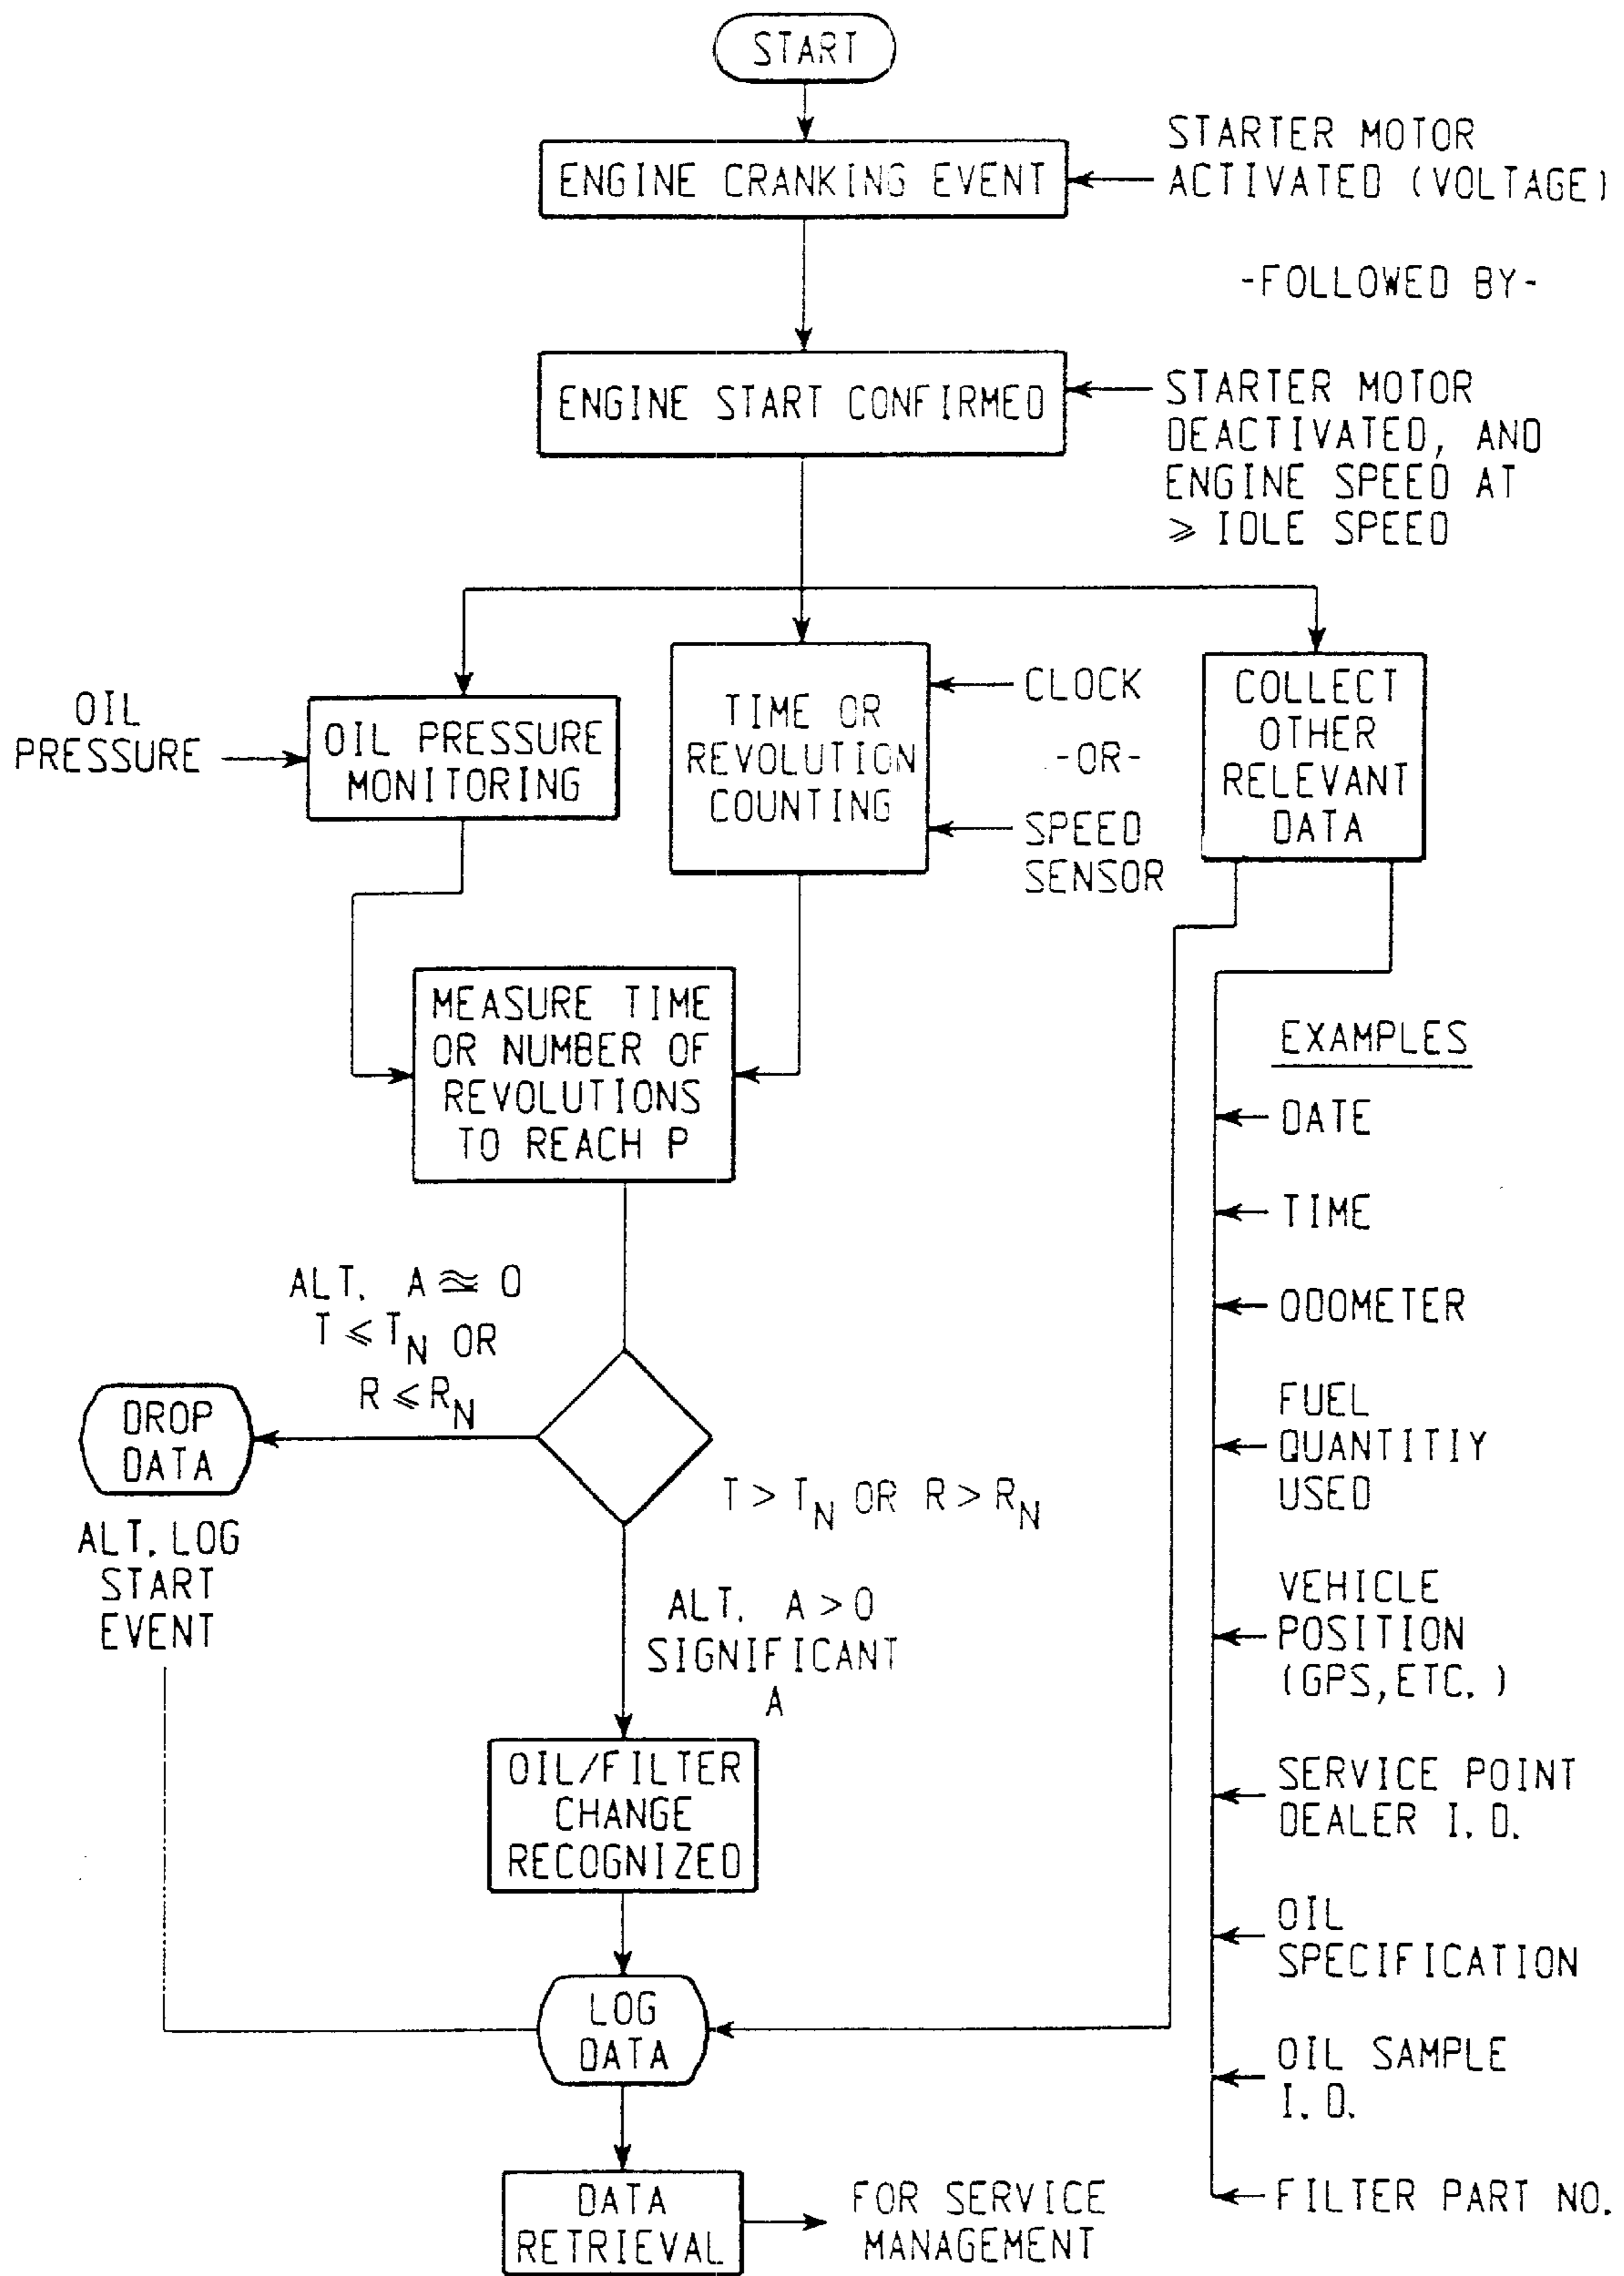 START
ENGINE CRANKING EVENT
STARTER MOTOR
ACTIVATED (VOLTAGE)
-FOLLOWED BY-
ENGINE START CONFIRMED
STARTER MOTOR
DEACTIVATED, AND
ENGINE SPEED AT
⩾ IDLE SPEED
OIL
PRESSURE
OIL PRESSURE
MONITORING
TIME OR
REVOLUTION
COUNTING
CLOCK
-OR-
SPEED
SENSOR
COLLECT
OTHER
RELEVANT
DATA
MEASURE TIME
OR NUMBER OF
REVOLUTIONS
TO REACH P
EXAMPLES
DATE
TIME
ODOMETER
FUEL
QUANTITIY
USED
VEHICLE
POSITION
(GPS,ETC.)
SERVICE POINT
DEALER I.D.
OIL
SPECIFICATION
OIL SAMPLE
I.D.
FILTER PART NO.
ALT. A ≊ 0
T ⩽ T_N OR
R ⩽ R_N
DROP
DATA
ALT. LOG
START
EVENT
T > T_N OR R > R_N
ALT. A > 0
SIGNIFICANT
A
OIL/FILTER
CHANGE
RECOGNIZED
LOG
DATA
DATA
RETRIEVAL
FOR SERVICE
MANAGEMENT